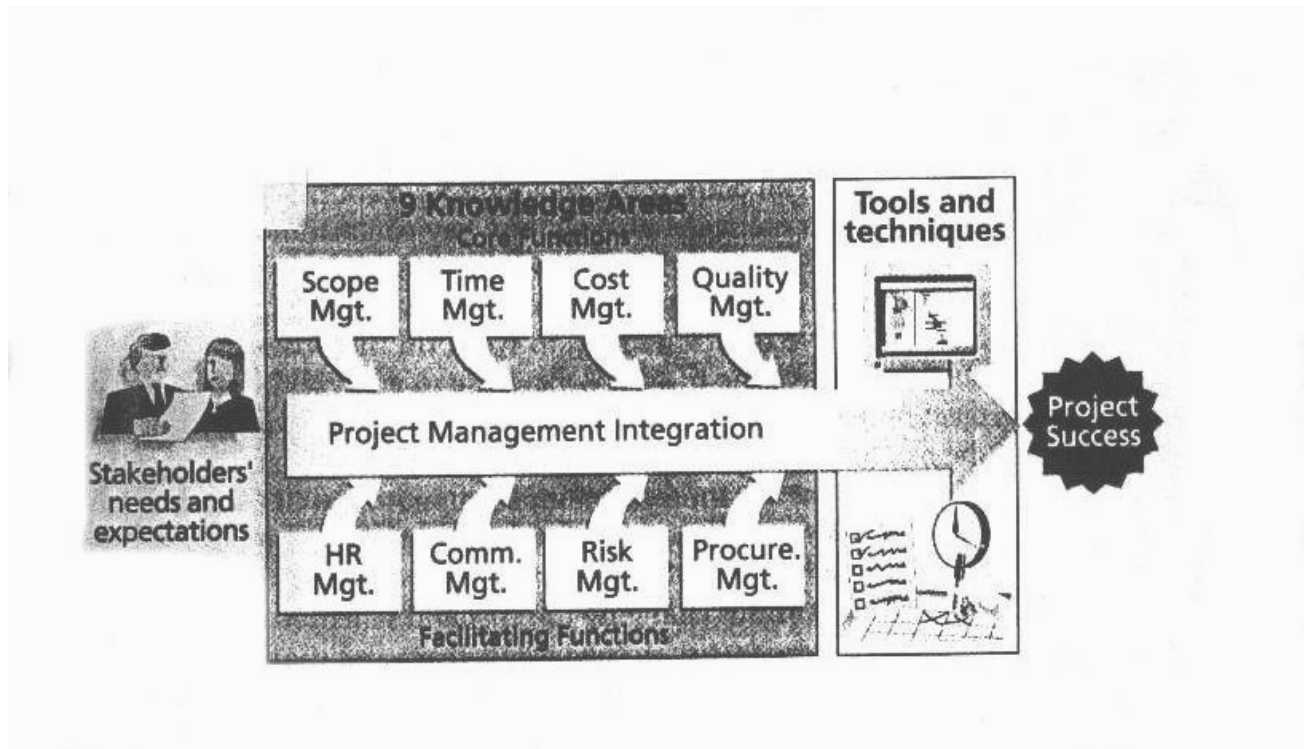 9 Knowledge Areas
Core Functions
Scope
Mgt.
Time
Mgt.
Cost
Mgt.
Quality
Mgt.
Tools and
techniques
Stakeholders'
needs and
expectations
Project Management Integration
Project
Success
HR
Mgt.
Comm.
Mgt.
Risk
Mgt.
Procure.
Mgt.
Facilitating Functions